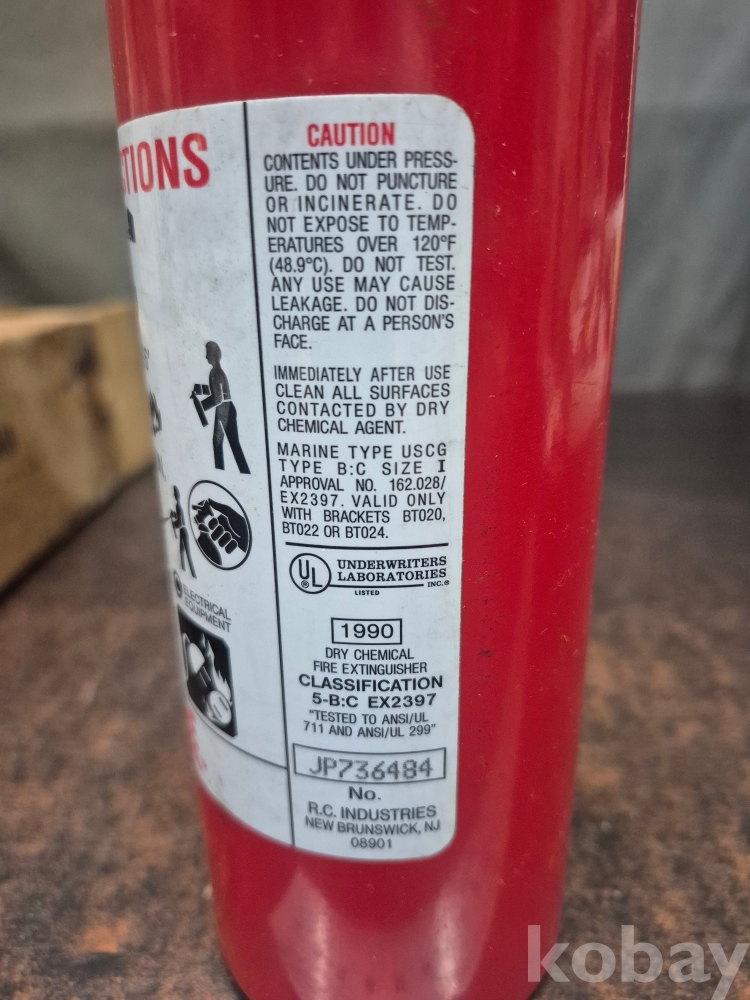 CAUTION
CONTENTS UNDER PRESS-
URE. DO NOT PUNCTURE
OR INCINERATE. DO
NOT EXPOSE TO TEMP-
ERATURES OVER 120°F
(48.9°C). DO NOT TEST.
ANY USE MAY CAUSE
LEAKAGE. DO NOT DIS-
CHARGE AT A PERSON'S
FACE.
IMMEDIATELY AFTER USE
CLEAN ALL SURFACES
CONTACTED BY DRY
CHEMICAL AGENT.
MARINE TYPE USCG
TYPE B:C SIZE I
APPROVAL NO. 162.028/
EX2397. VALID ONLY
WITH BRACKETS BT020,
BT022 OR BT024.
UL ®
UNDERWRITERS
LABORATORIES
INC.®
LISTED
1990
DRY CHEMICAL
FIRE EXTINGUISHER
CLASSIFICATION
5-B:C EX2397
"TESTED TO ANSI/UL
711 AND ANSI/UL 299"
JP736484
No.
R.C. INDUSTRIES
NEW BRUNSWICK, NJ
08901
TIONS
C ELECTRICAL
EQUIPMENT
kobay